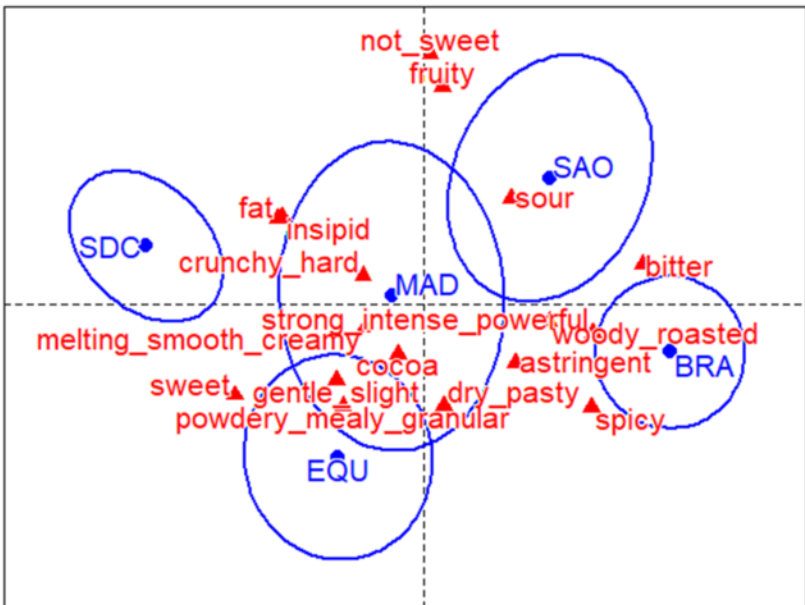 not_sweet
fruity
SAO
sour
fat
insipid
SDC
crunchy_hard
bitter
MAD
strong_intense_powerful
woody_roasted
melting_smooth_creamy
cocoa
astringent
BRA
sweet
gentle_slight
dry_pasty
powdery_mealy_granular
spicy
EQU